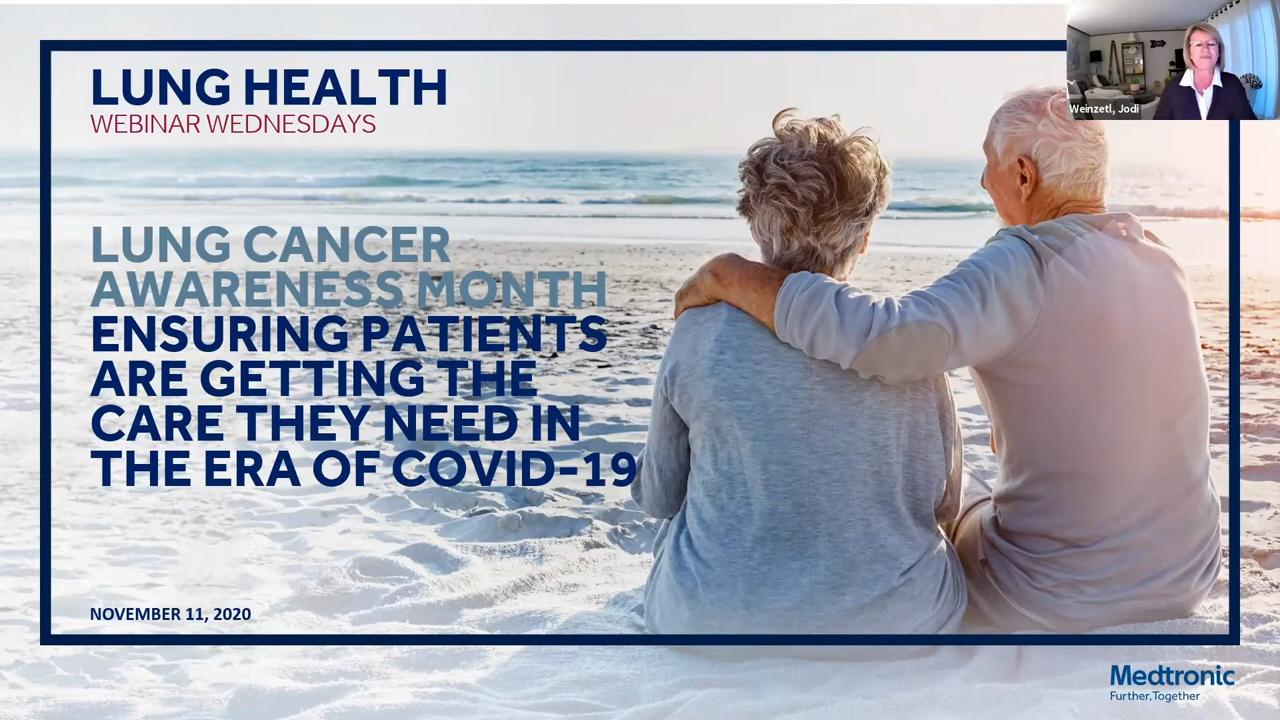 LUNG HEALTH
WEBINAR WEDNESDAYS
Weinzetl, Jodi
LUNG CANCER
AWARENESS MONTH
ENSURING PATIENTS
ARE GETTING THE
CARE THEY NEED IN
THE ERA OF COVID-19
NOVEMBER 11, 2020
Medtronic
Further, Together